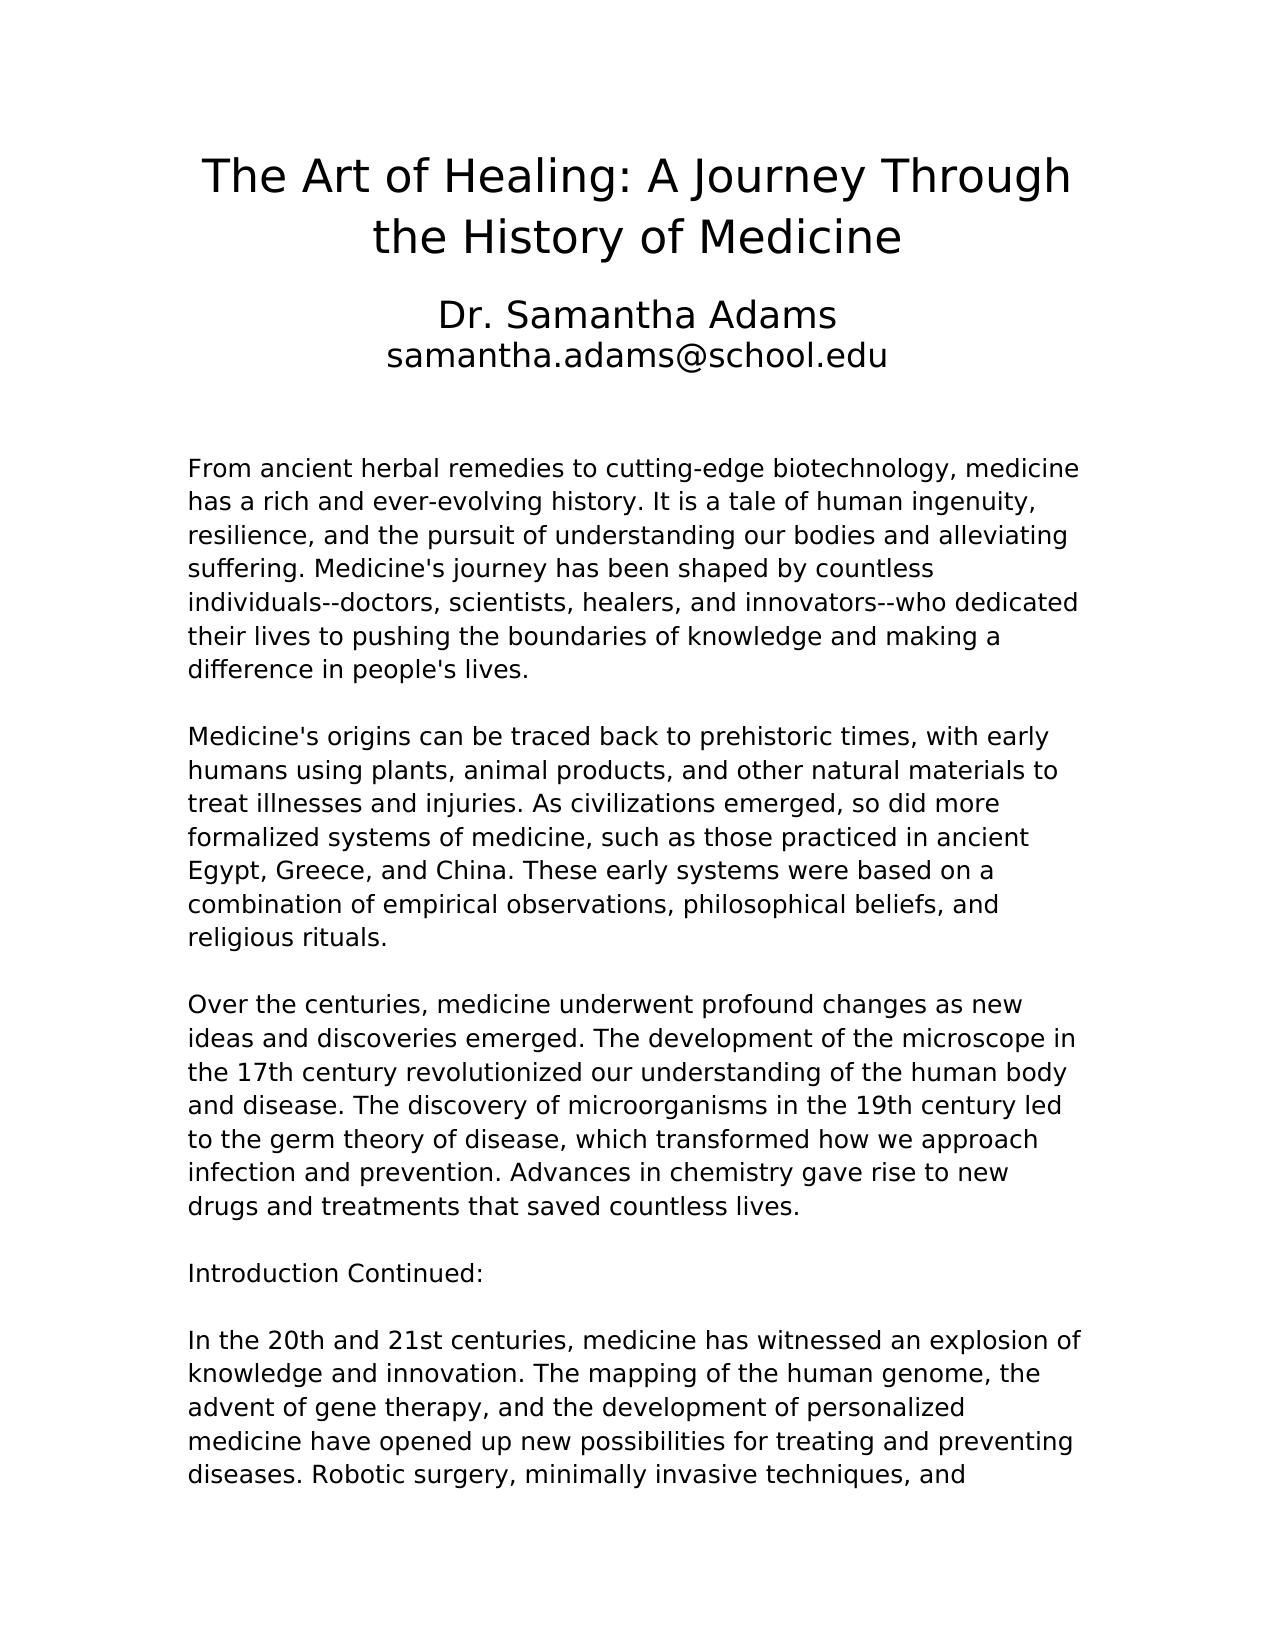 The Art of Healing: A Journey Through
the History of Medicine
Dr. Samantha Adams
samantha.adams@school.edu
From ancient herbal remedies to cutting-edge biotechnology, medicine
has a rich and ever-evolving history. It is a tale of human ingenuity,
resilience, and the pursuit of understanding our bodies and alleviating
suffering. Medicine's journey has been shaped by countless
individuals--doctors, scientists, healers, and innovators--who dedicated
their lives to pushing the boundaries of knowledge and making a
difference in people's lives.
Medicine's origins can be traced back to prehistoric times, with early
humans using plants, animal products, and other natural materials to
treat illnesses and injuries. As civilizations emerged, so did more
formalized systems of medicine, such as those practiced in ancient
Egypt, Greece, and China. These early systems were based on a
combination of empirical observations, philosophical beliefs, and
religious rituals.
Over the centuries, medicine underwent profound changes as new
ideas and discoveries emerged. The development of the microscope in
the 17th century revolutionized our understanding of the human body
and disease. The discovery of microorganisms in the 19th century led
to the germ theory of disease, which transformed how we approach
infection and prevention. Advances in chemistry gave rise to new
drugs and treatments that saved countless lives.
Introduction Continued:
In the 20th and 21st centuries, medicine has witnessed an explosion of
knowledge and innovation. The mapping of the human genome, the
advent of gene therapy, and the development of personalized
medicine have opened up new possibilities for treating and preventing
diseases. Robotic surgery, minimally invasive techniques, and